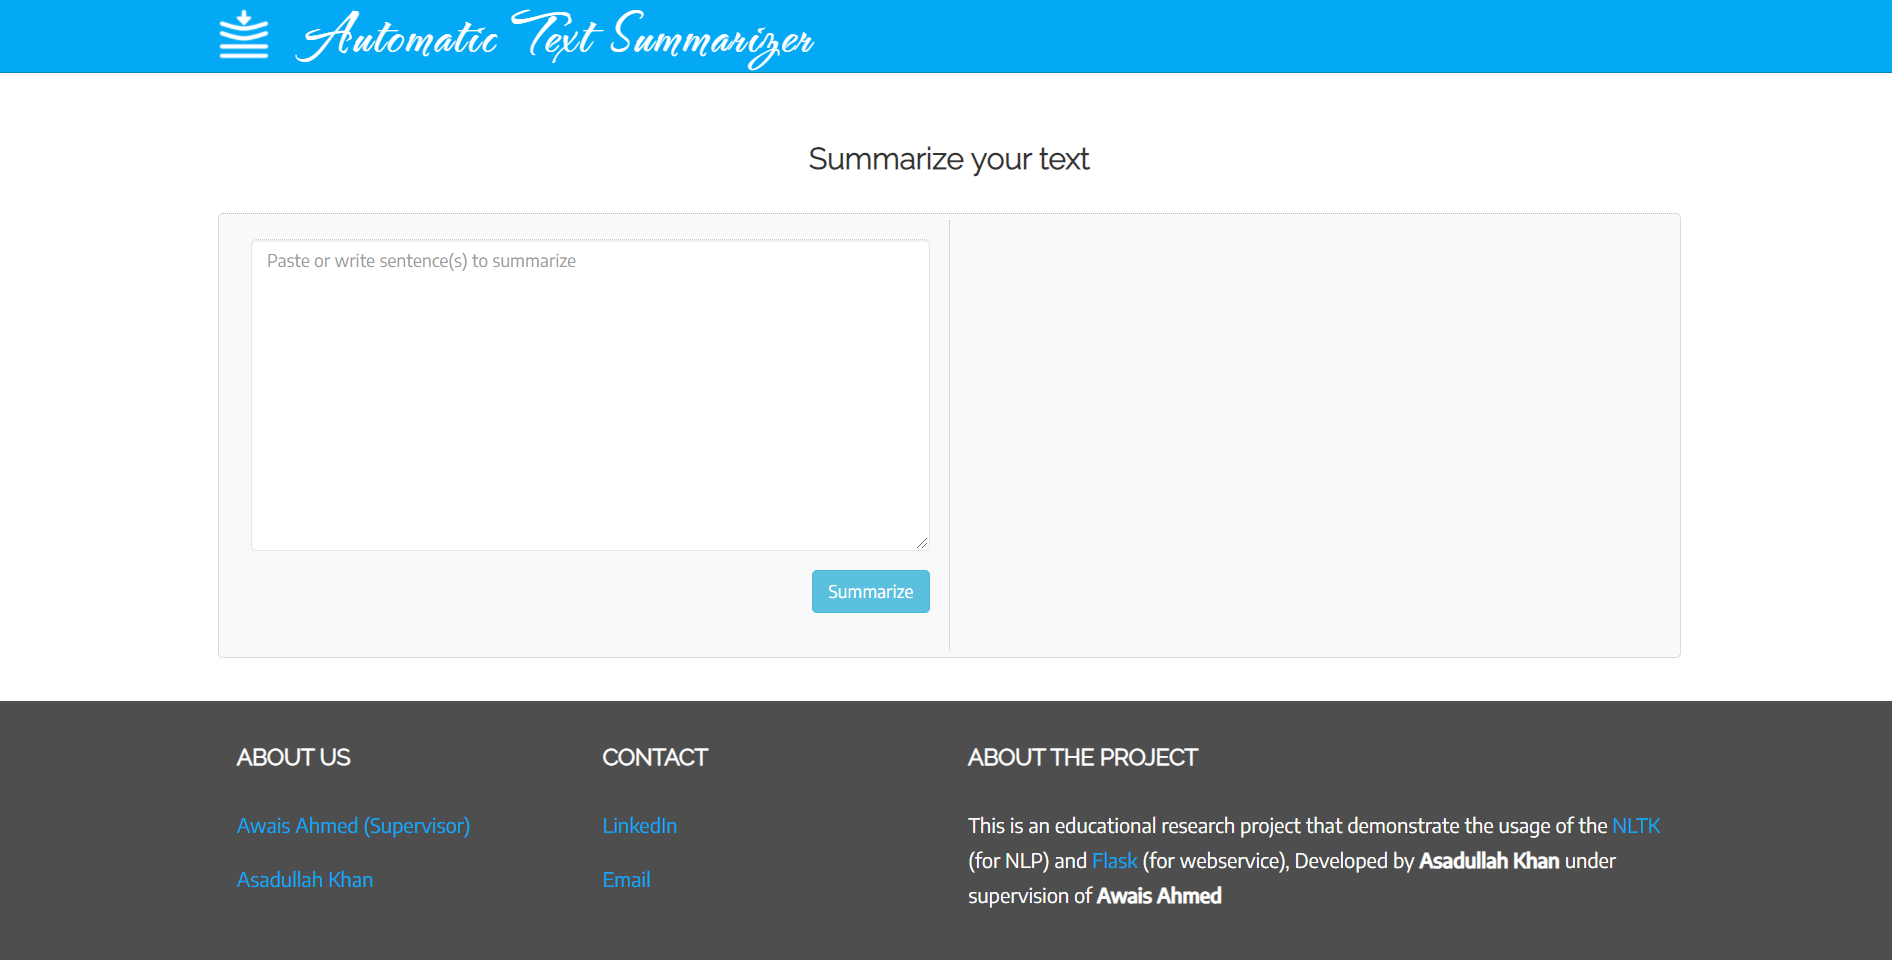 Automatic Text Summarizer
Summarize your text
Paste or write sentence(s) to summarize
Summarize
ABOUT US
Awais Ahmed (Supervisor)
Asadullah Khan
CONTACT
LinkedIn
Email
ABOUT THE PROJECT
This is an educational research project that demonstrate the usage of the NLTK
(for NLP) and Flask (for webservice), Developed by Asadullah Khan under
supervision of Awais Ahmed